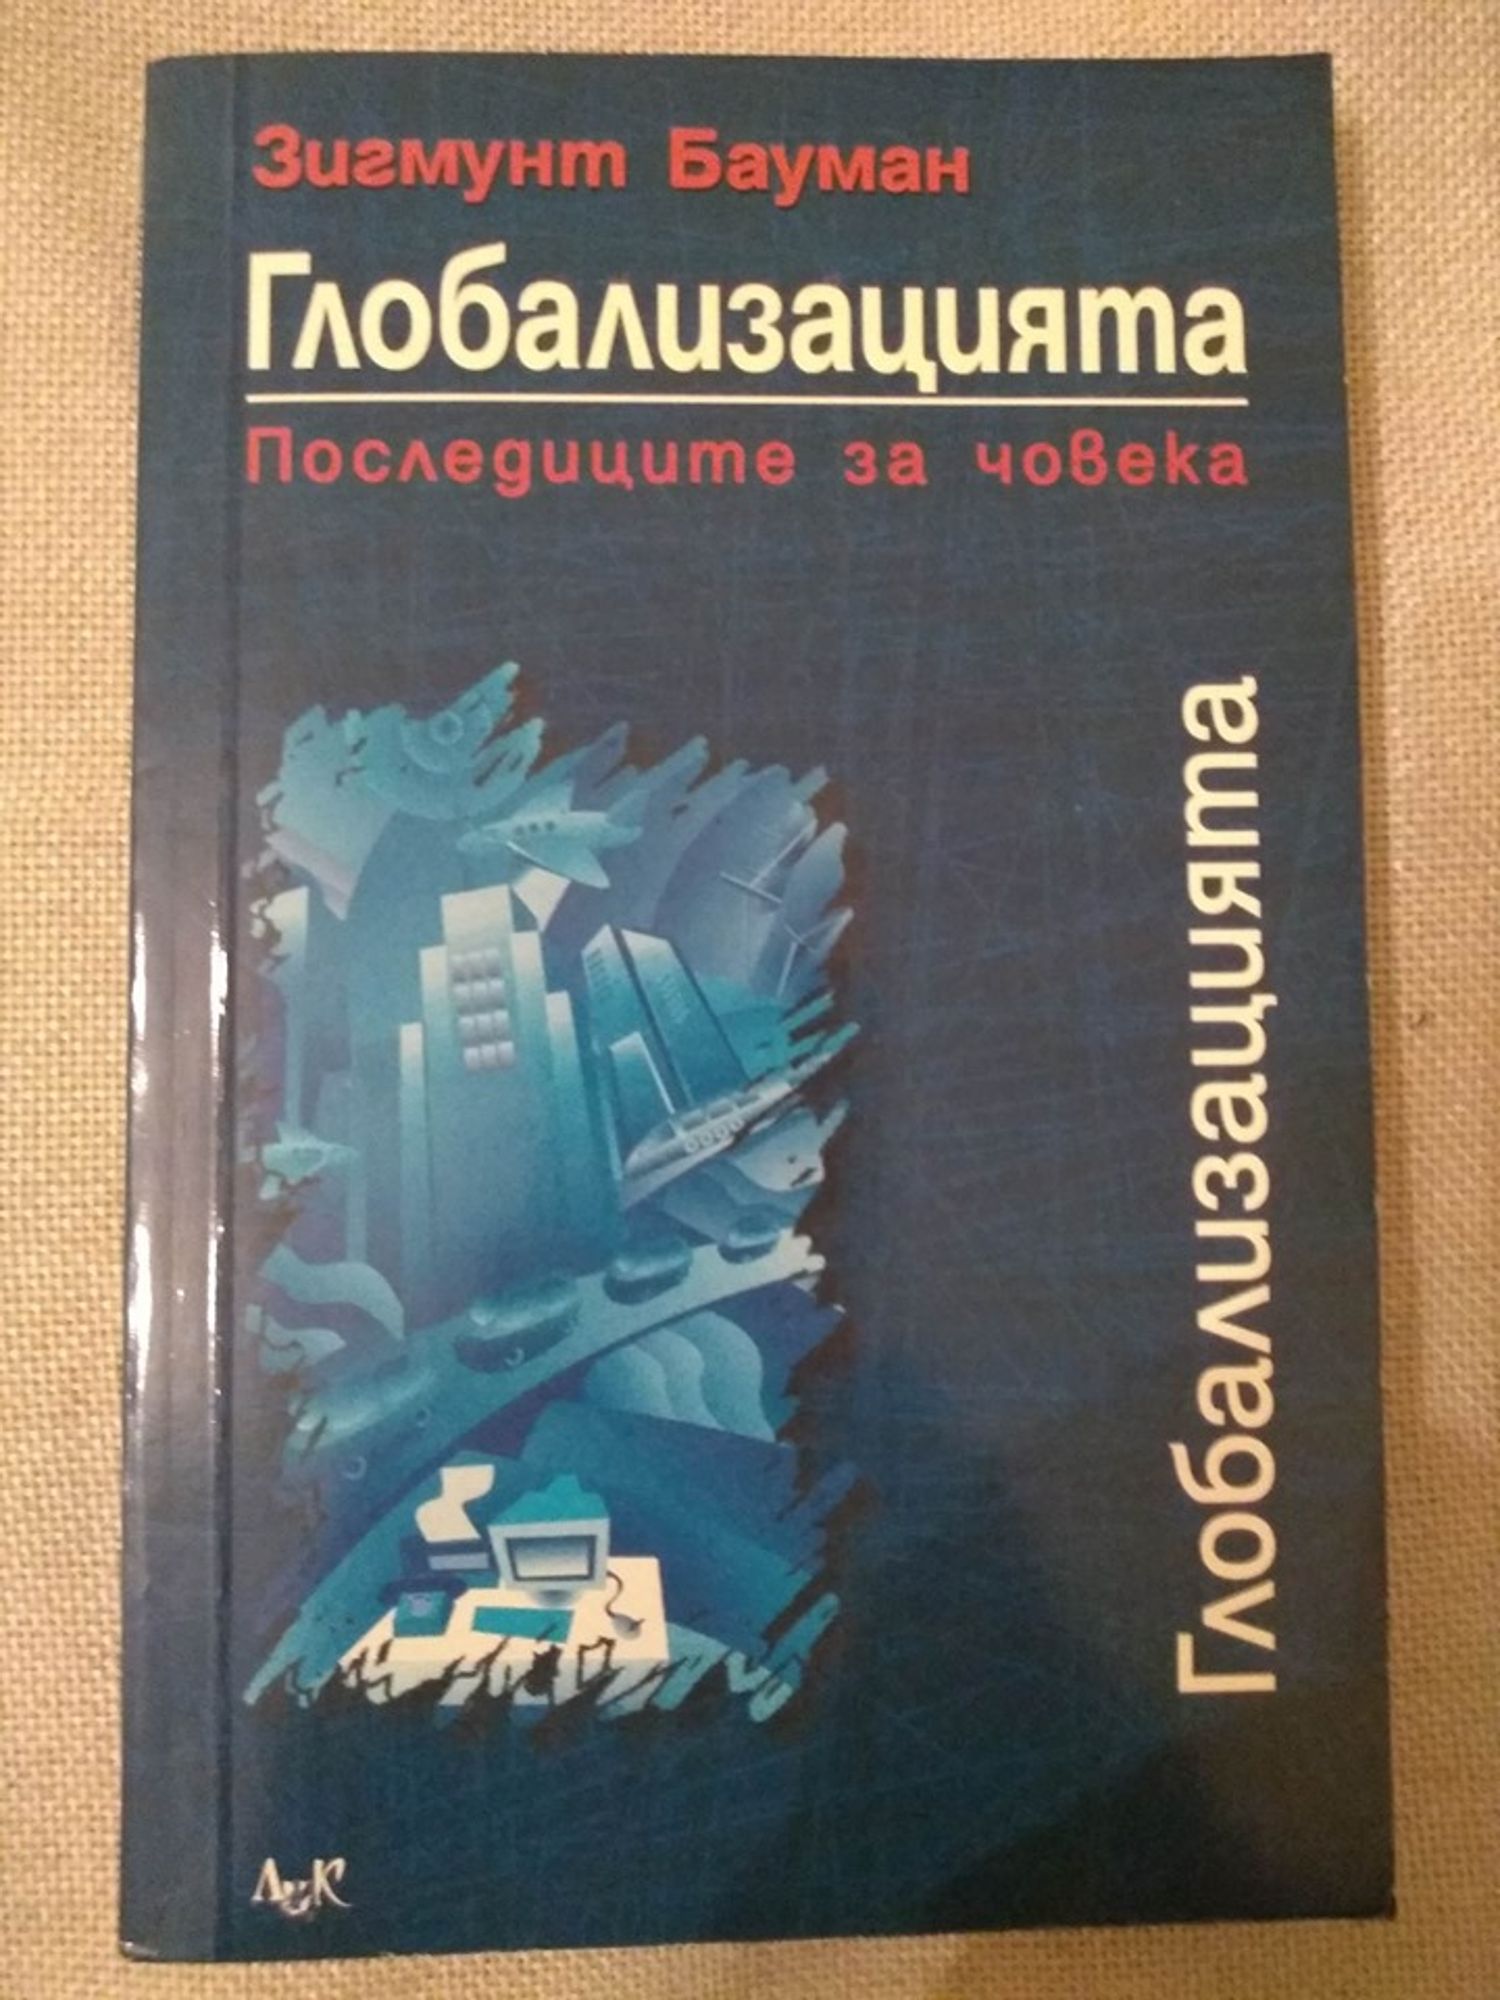 Зигмунт Бауман
Глобализацията
Последиците за човека
Глобализацията
ЛиК